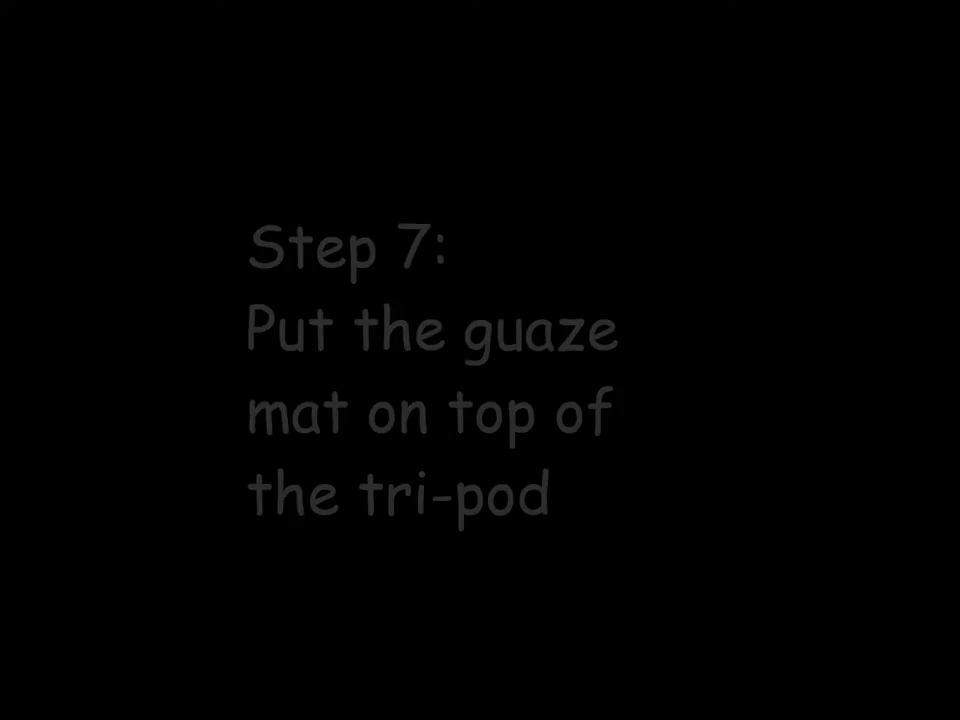 Step 7:
Put the guaze
mat on top of
the tri-pod